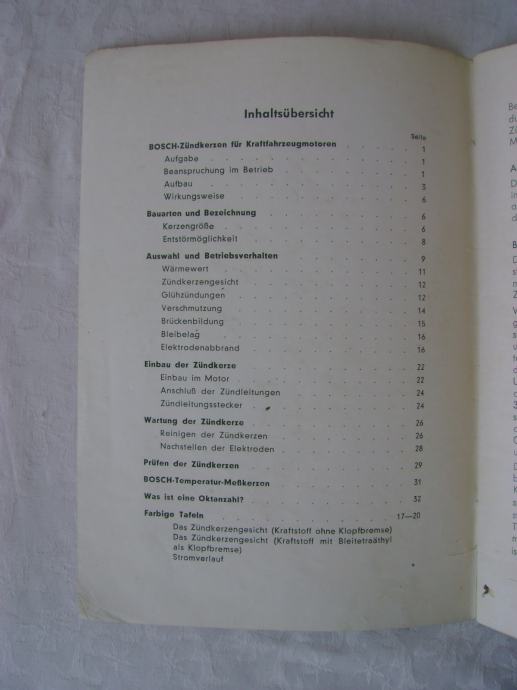 Inhaltsübersicht
Seite
BOSCH-Zündkerzen für Kraftfahrzeugmotoren . . . . . . . 1
Aufgabe . . . . . . . 1
Beanspruchung im Betrieb . . . . . . . 1
Aufbau . . . . . . . 3
Wirkungsweise . . . . . . . 6
Bauarten und Bezeichnung . . . . . . . 6
Kerzengröße . . . . . . . 6
Entstörmöglichkeit . . . . . . . 8
Auswahl und Betriebsverhalten . . . . . . . 9
Wärmewert . . . . . . . 11
Zündkerzengesicht . . . . . . . 12
Glühzündungen . . . . . . . 12
Verschmutzung . . . . . . . 14
Brückenbildung . . . . . . . 15
Bleibelag . . . . . . . 16
Elektrodenabbrand . . . . . . . 16
Einbau der Zündkerze . . . . . . . 22
Einbau im Motor . . . . . . . 22
Anschluß der Zündleitungen . . . . . . . 24
Zündleitungsstecker . . . . . . . 24
Wartung der Zündkerze . . . . . . . 26
Reinigen der Zündkerzen . . . . . . . 26
Nachstellen der Elektroden . . . . . . . 28
Prüfen der Zündkerzen . . . . . . . 29
BOSCH-Temperatur-Meßkerzen . . . . . . . 31
Was ist eine Oktanzahl? . . . . . . . 32
Farbige Tafeln . . . . . . . 17—20
Das Zündkerzengesicht (Kraftstoff ohne Klopfbremse)
Das Zündkerzengesicht (Kraftstoff mit Bleitetraäthyl
als Klopfbremse)
Stromverlauf